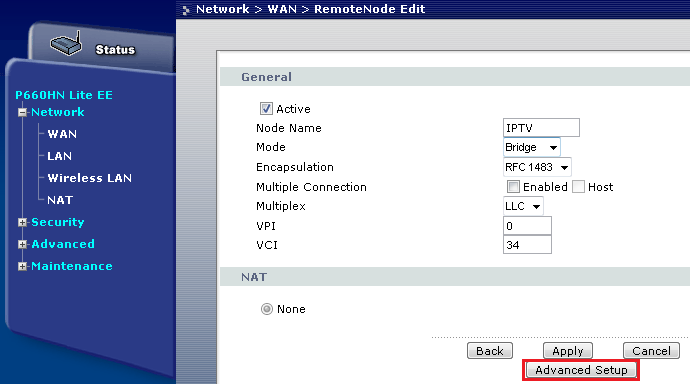 Network > WAN > RemoteNode Edit
Status
P660HN Lite EE
Network
WAN
LAN
Wireless LAN
NAT
Security
Advanced
Maintenance
General
Active
Node Name IPTV
Mode Bridge
Encapsulation RFC 1483
Multiple Connection Enabled Host
Multiplex LLC
VPI 0
VCI 34
NAT
None
Back Apply Cancel
Advanced Setup